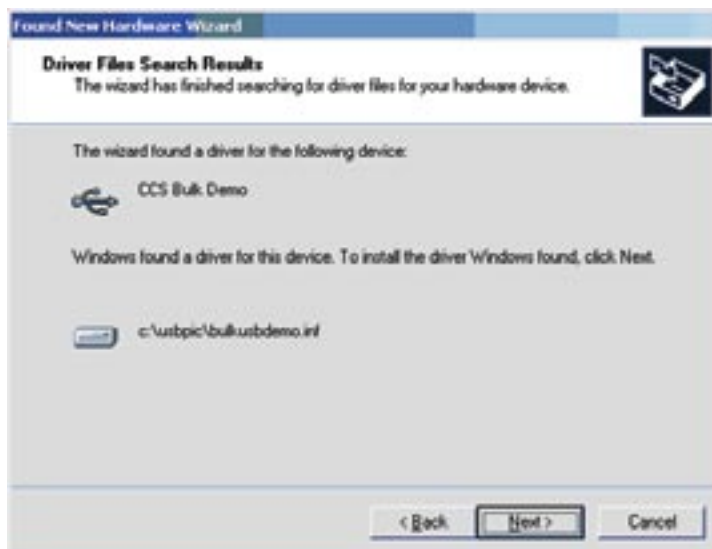 Found New Hardware Wizard
Driver Files Search Results
The wizard has finished searching for driver files for your hardware device.
The wizard found a driver for the following device:
CCS Bulk Demo
Windows found a driver for this device. To install the driver Windows found, click Next.
c:\usbpic\bulkusbdemo.inf
< Back
Next >
Cancel